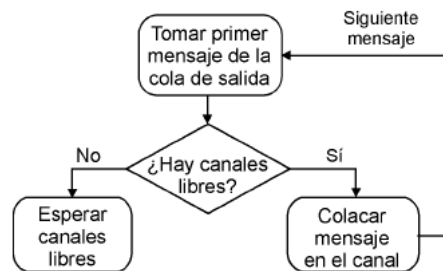 Tomar primer
mensaje de la
cola de salida
Siguiente
mensaje
¿Hay canales
libres?
No
Sí
Esperar
canales
libres
Colacar
mensaje
en el canal